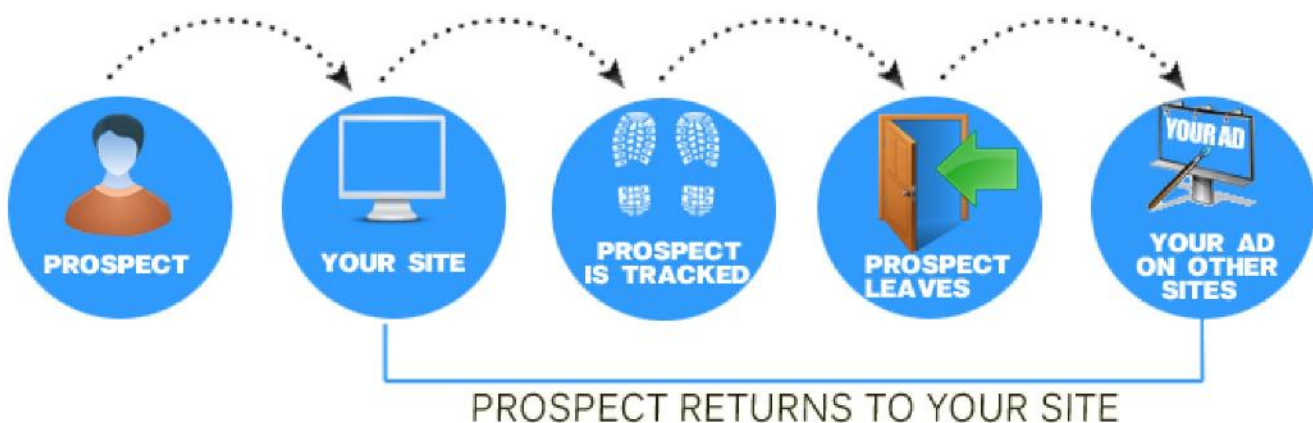 PROSPECT
YOUR SITE
PROSPECT
IS TRACKED
PROSPECT
LEAVES
YOUR AD
YOUR AD
ON OTHER
SITES
PROSPECT RETURNS TO YOUR SITE